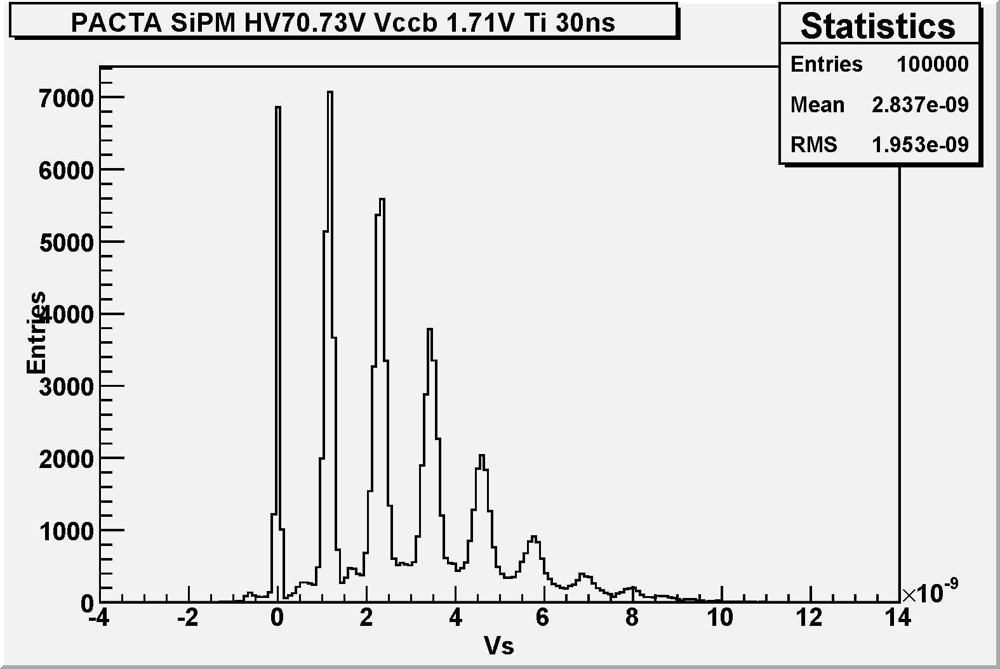 PACTA SiPM HV70.73V Vccb 1.71V Ti 30ns
Statistics
Entries 100000
Mean 2.837e-09
RMS 1.953e-09
Entries
7000
6000
5000
4000
3000
2000
1000
0
-4 -2 0 2 4 6 8 10 12 14
×10-9
Vs